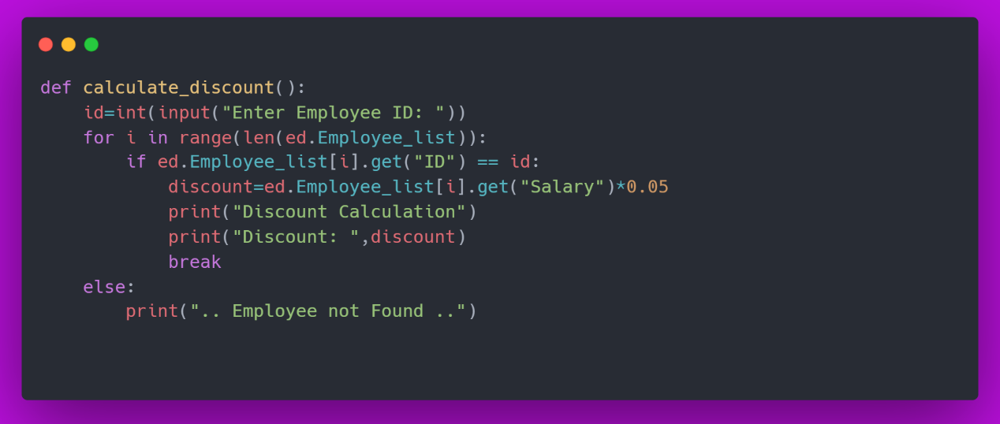 def calculate_discount():
    id=int(input("Enter Employee ID: "))
    for i in range(len(ed.Employee_list)):
        if ed.Employee_list[i].get("ID") == id:
            discount=ed.Employee_list[i].get("Salary")*0.05
            print("Discount Calculation")
            print("Discount: ",discount)
            break
    else:
        print(".. Employee not Found ..")